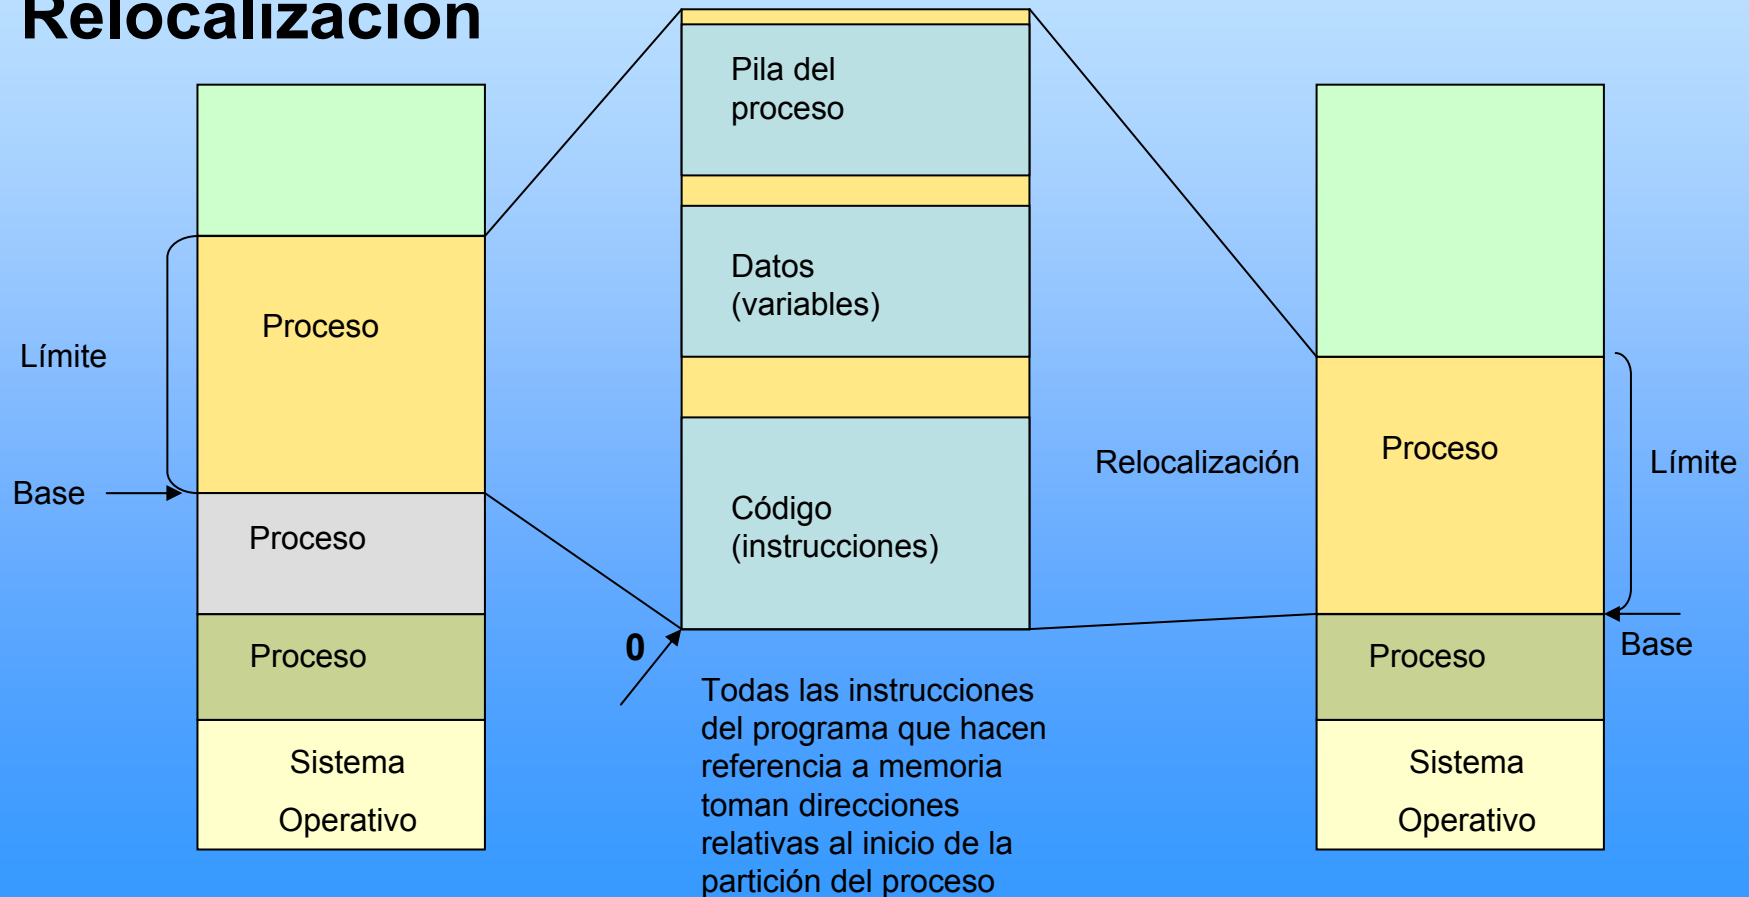 Relocalización
Límite
Base
Proceso
Proceso
Proceso
Sistema
Operativo
Pila del
proceso
Datos
(variables)
Código
(instrucciones)
0
Todas las instrucciones
del programa que hacen
referencia a memoria
toman direcciones
relativas al inicio de la
partición del proceso
Relocalización
Proceso
Límite
Base
Proceso
Sistema
Operativo